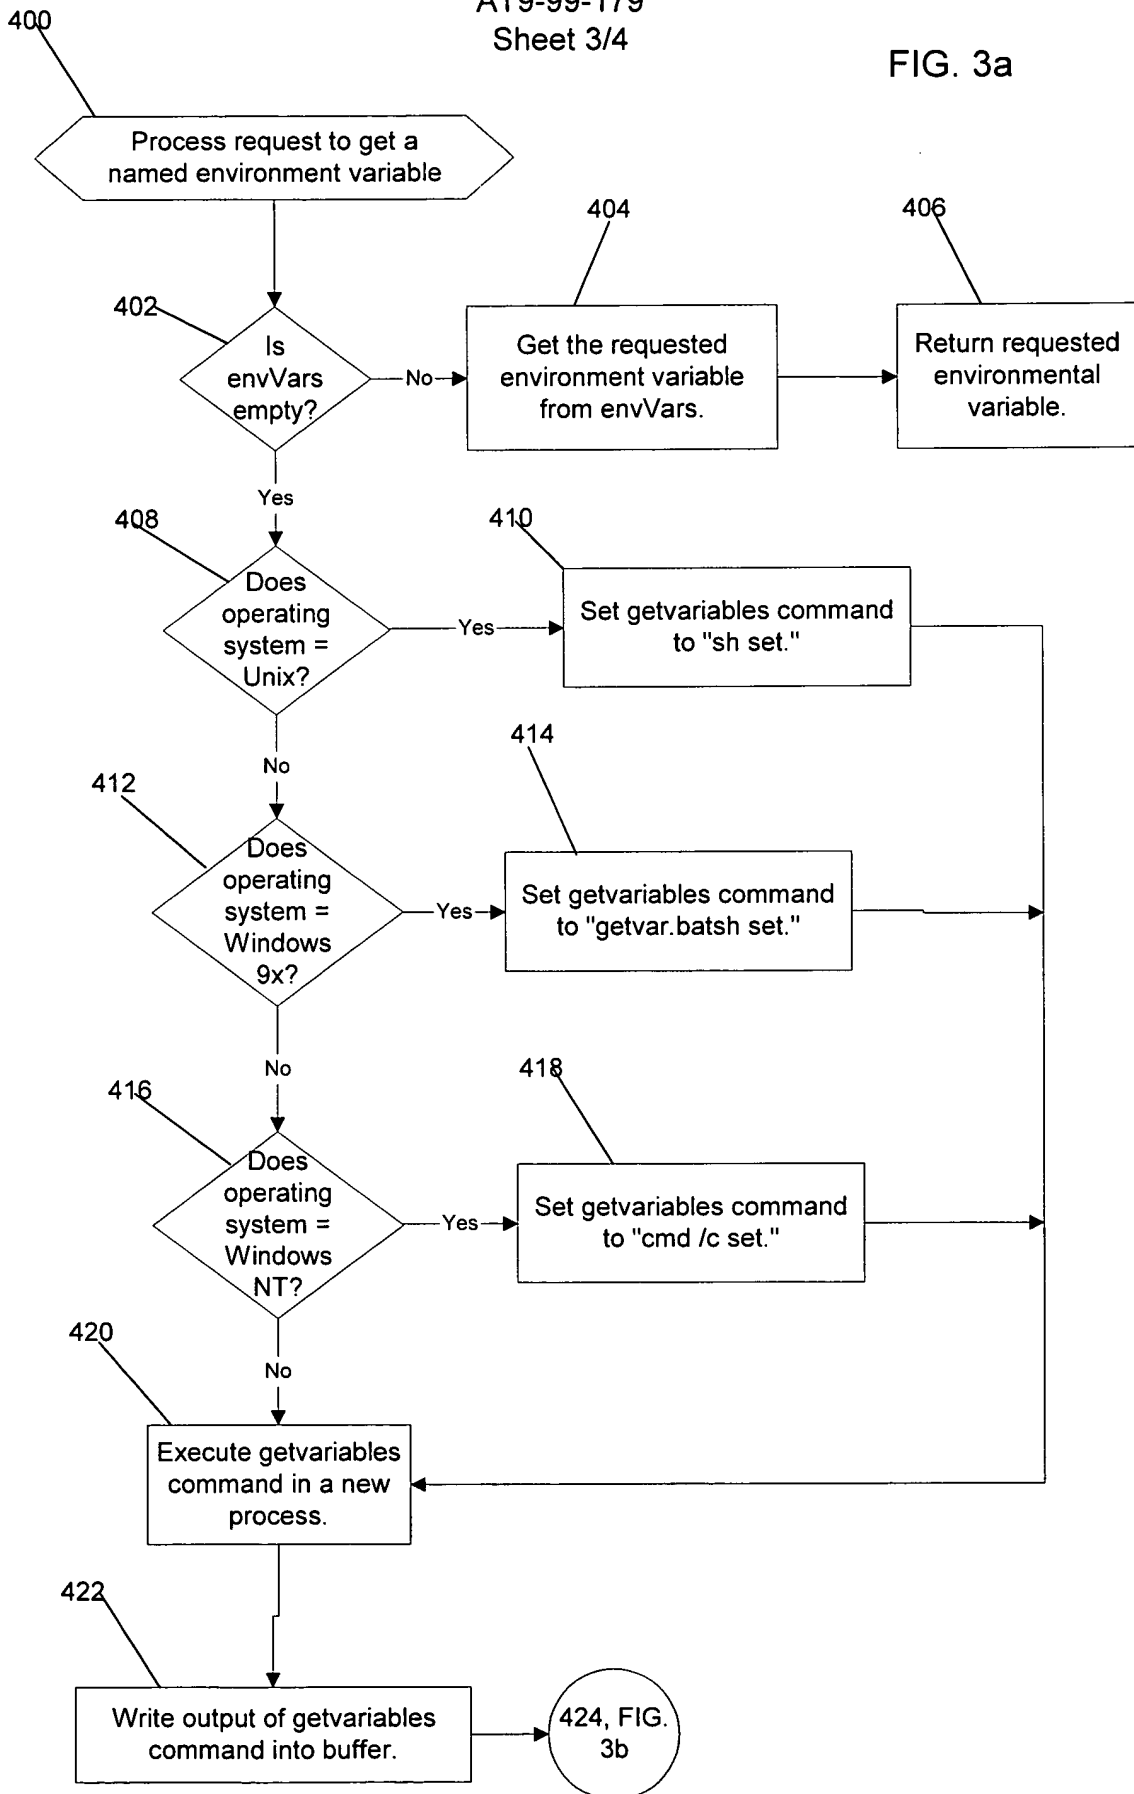 AT9-99-179
Sheet 3/4
FIG. 3a
400
Process request to get a
named environment variable
402
Is
envVars
empty?
No
404
Get the requested
environment variable
from envVars.
406
Return requested
environmental
variable.
Yes
408
Does
operating
system =
Unix?
Yes
410
Set getvariables command
to "sh set."
No
412
Does
operating
system =
Windows
9x?
Yes
414
Set getvariables command
to "getvar.batsh set."
No
416
Does
operating
system =
Windows
NT?
Yes
418
Set getvariables command
to "cmd /c set."
No
420
Execute getvariables
command in a new
process.
422
Write output of getvariables
command into buffer.
424, FIG.
3b